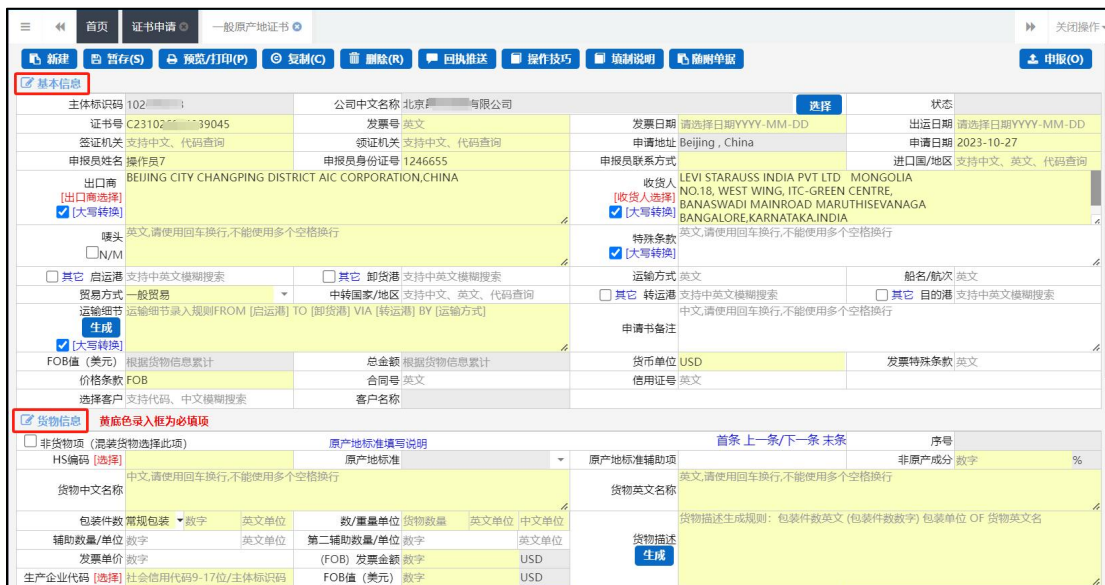 首页 证书申请 一般原产地证书 关闭操作
新建 暂存(S) 预览/打印(P) 复制(C) 删除(R) 回执推送 操作技巧 填制说明 随附单据 申报(O)
基本信息
主体标识码 102 公司中文名 北京 有限公司 选择 状态
证书号 C23102 39045 发票号 英文 发票日期 请选择日期YYYY-MM-DD 出运日期 请选择日期YYYY-MM-DD
签证机关 支持中文、代码查询 领证机关 支持中文、代码查询 申请地址 Beijing , China 申请日期 2023-10-27
申报员姓名 操作员7 申报员身份证号 1246655 申报员联系方式 进口国/地区 支持中文、英文、代码查询
出口商 BEIJING CITY CHANGPING DISTRICT AIC CORPORATION,CHINA
[出口商选择]
[大写转换]
收货人 LEVI STARAUSS INDIA PVT LTD MONGOLIA
[收货人选择] NO.18, WEST WING, ITC-GREEN CENTRE,
[大写转换] BANASWADI MAINROAD MARUTHISEVANAGA
BANGALORE,KARNATAKA.INDIA
唛头 英文,请使用回车换行,不能使用多个空格换行
N/M
特殊条款 英文,请使用回车换行,不能使用多个空格换行
[大写转换]
其它 启运港 支持中英文模糊搜索 其它 卸货港 支持中英文模糊搜索 运输方式 英文 船名/航次 英文
贸易方式 一般贸易 中转国家/地区 支持中文、英文、代码查询 其它 转运港 支持中英文模糊搜索 其它 目的港 支持中英文模糊搜索
运输细节 运输细节录入规则FROM [启运港] TO [卸货港] VIA [转运港] BY [运输方式]
生成
[大写转换]
申请书备注 中文,请使用回车换行,不能使用多个空格换行
FOB值（美元） 根据货物信息累计 总金额 根据货物信息累计 货币单位 USD 发票特殊条款 英文
价格条款 FOB 合同号 英文 信用证号 英文
选择客户 支持代码、中文模糊搜索 客户名称
货物信息 黄底色录入框为必填项
非货物项（混装货物选择此项） 原产地标准填写说明 首条 上一条/下一条 末条 序号
HS编码 [选择] 原产地标准 原产地标准辅助项 非原产成分 数字 %
货物中文名称 中文,请使用回车换行,不能使用多个空格换行
货物英文名称 英文,请使用回车换行,不能使用多个空格换行
包装件数 常规包装 数字 英文单位 数/重量单位 货物数量 英文单位 中文单位
货物描述 货物描述生成规则：包装件数英文 (包装件数数字) 包装单位 OF 货物英文名
生成
辅助数量/单位 数字 英文单位 第二辅助数量/单位 数字 英文单位
发票单价 数字 (FOB) 发票金额 数字 USD
生产企业代码 [选择] 社会信用代码9-17位/主体标识码 FOB值（美元） 数字 USD